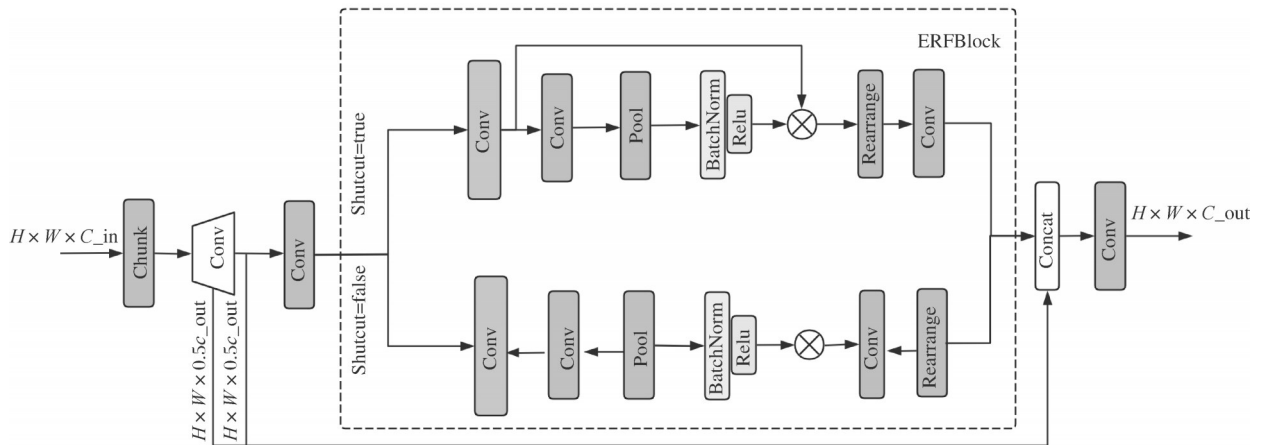 ERFBlock
Shutcut=true
Conv
Conv
Pool
BatchNorm
Relu
Rearrange
Conv
H × W × C_in
Chunk
Conv
Conv
H × W × 0.5c_out
H × W × 0.5c_out
Shutcut=false
Conv
Conv
Pool
BatchNorm
Relu
Conv
Rearrange
Concat
Conv
H × W × C_out